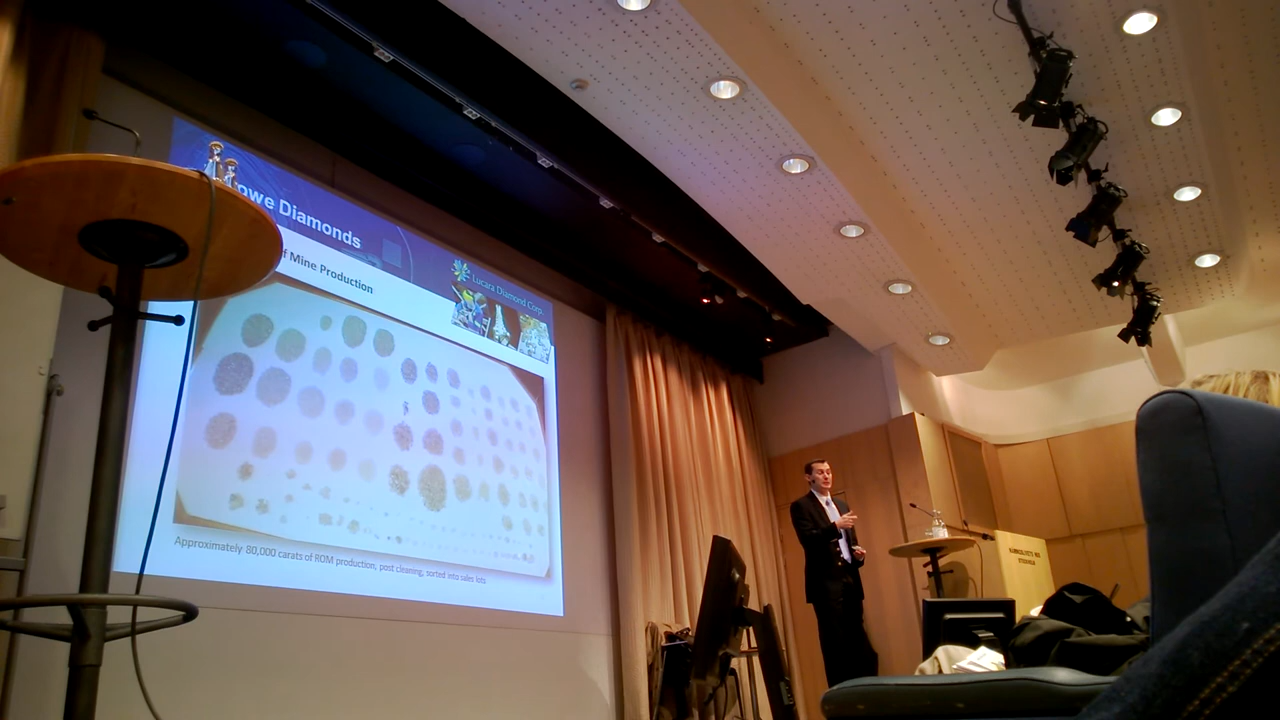 owe Diamonds
f Mine Production
Lucara Diamond Corp.
Approximately 80,000 carats of ROM production, post cleaning, sorted into sales lots